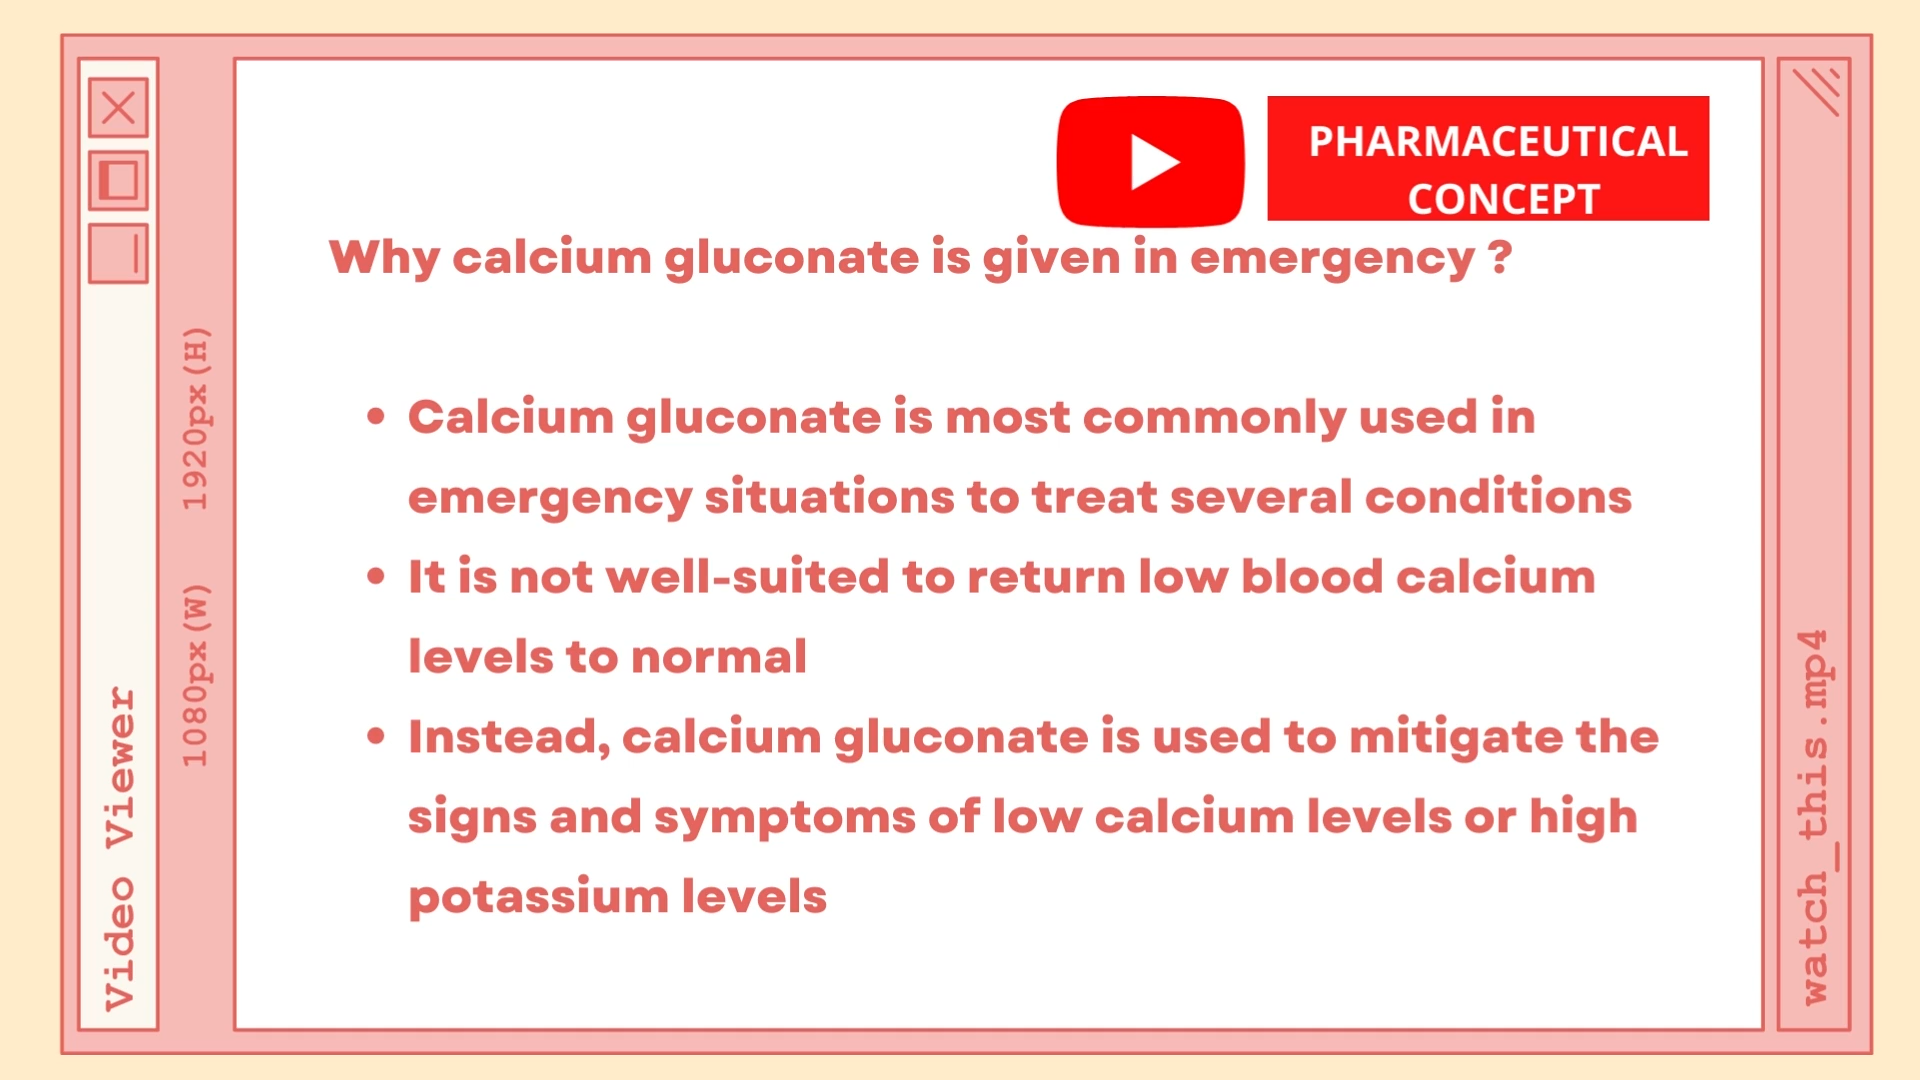 PHARMACEUTICAL
CONCEPT
Why calcium gluconate is given in emergency ?
• Calcium gluconate is most commonly used in
emergency situations to treat several conditions
• It is not well-suited to return low blood calcium
levels to normal
• Instead, calcium gluconate is used to mitigate the
signs and symptoms of low calcium levels or high
potassium levels
Video Viewer
1080px(W) 1920px(H)
watch_this.mp4